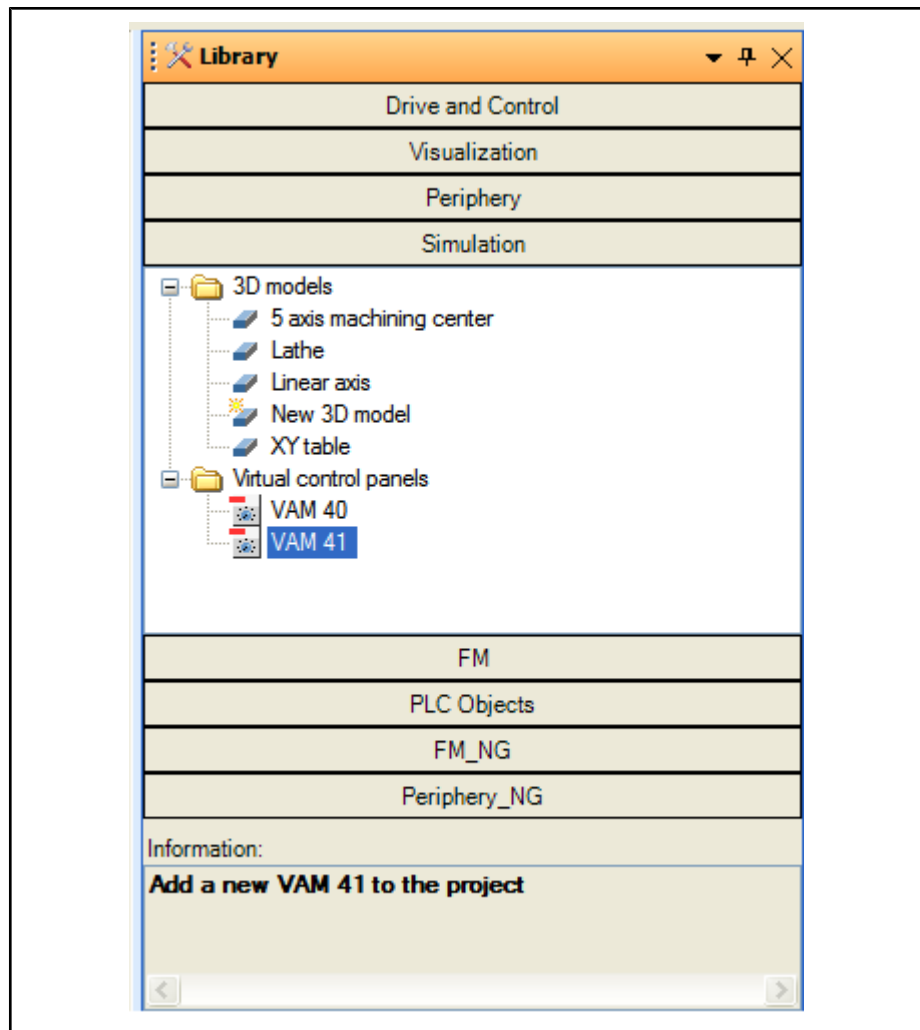 Library
Drive and Control
Visualization
Periphery
Simulation
3D models
5 axis machining center
Lathe
Linear axis
New 3D model
XY table
Virtual control panels
VAM 40
VAM 41
FM
PLC Objects
FM_NG
Periphery_NG
Information:
Add a new VAM 41 to the project